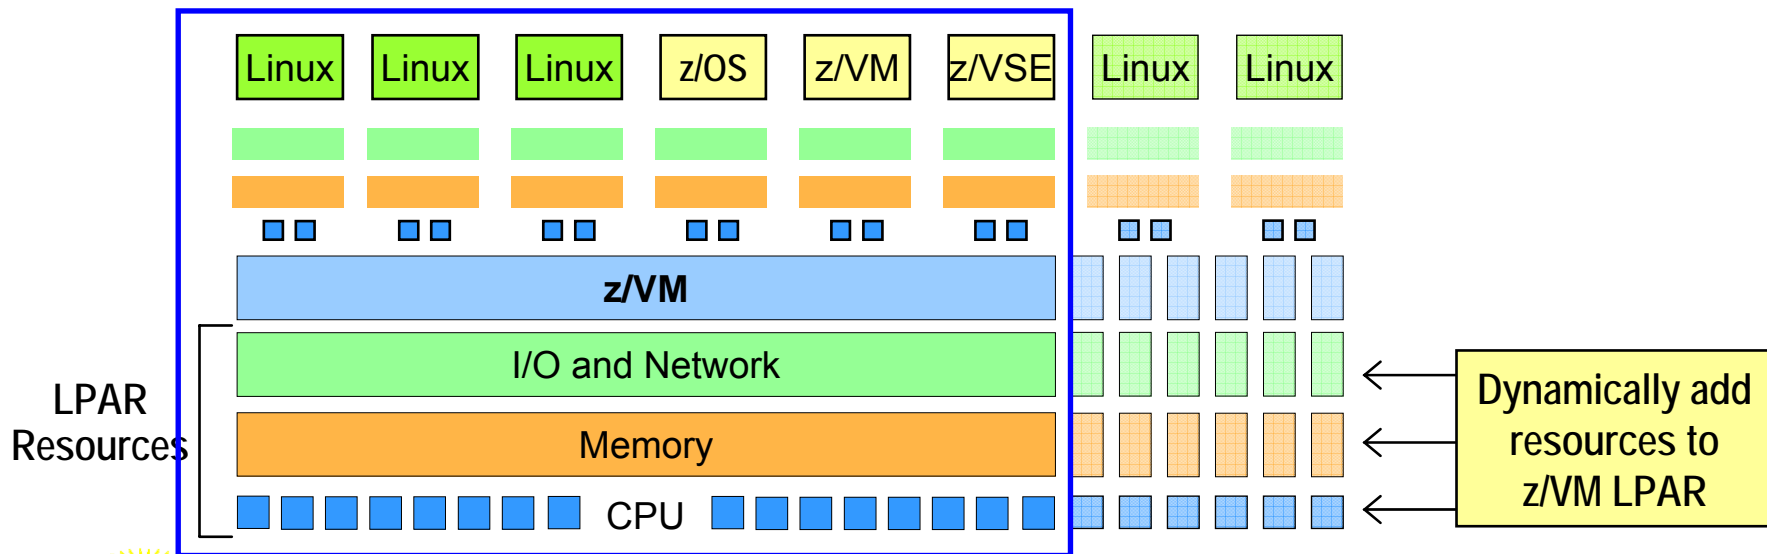 Linux Linux Linux z/OS z/VM z/VSE Linux Linux
z/VM
I/O and Network
LPAR
Resources
Memory
CPU
Dynamically add
resources to
z/VM LPAR